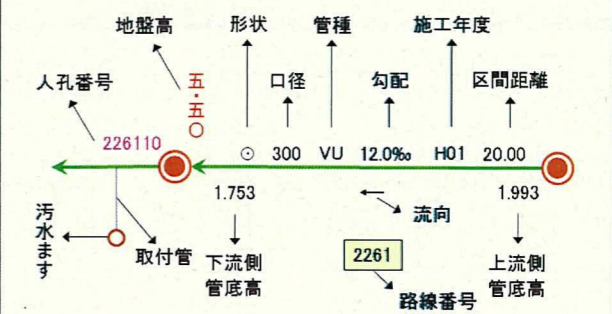 地盤高
形状
管種
施工年度
人孔番号
口径
勾配
区間距離
五・五〇
226110
⊙ 300 VU 12.0‰ H01 20.00
1.753
1.993
流向
汚水ます
取付管
下流側
管底高
2261
上流側
管底高
路線番号